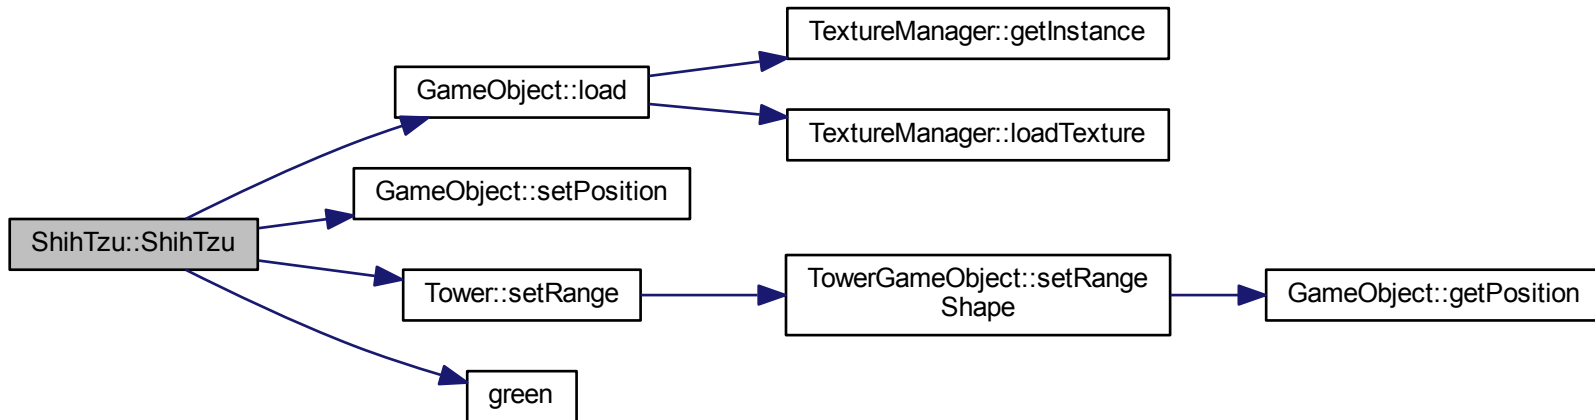 TextureManager::getInstance
GameObject::load
TextureManager::loadTexture
GameObject::setPosition
ShihTzu::ShihTzu
Tower::setRange
TowerGameObject::setRange
Shape
GameObject::getPosition
green